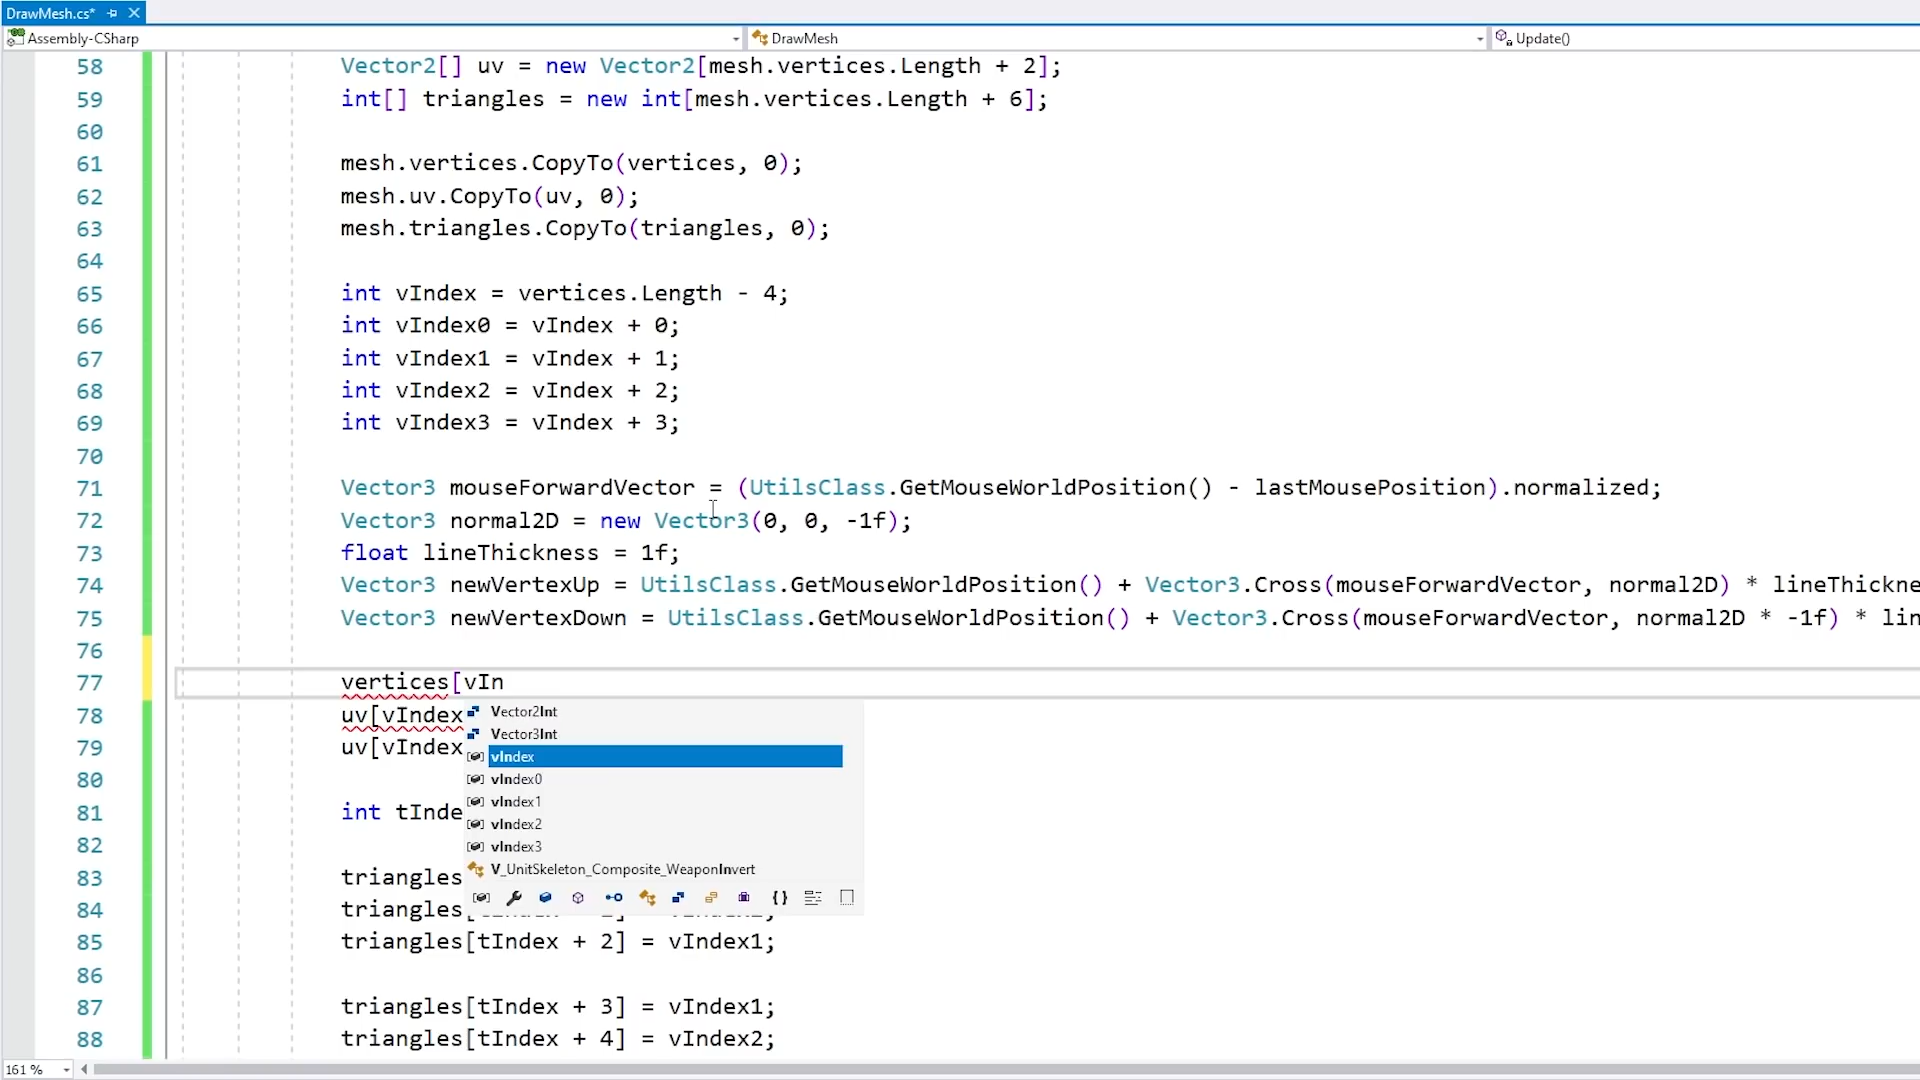 DrawMesh.cs*
Assembly-CSharp DrawMesh Update()
58 Vector2[] uv = new Vector2[mesh.vertices.Length + 2];
59 int[] triangles = new int[mesh.vertices.Length + 6];
60
61 mesh.vertices.CopyTo(vertices, 0);
62 mesh.uv.CopyTo(uv, 0);
63 mesh.triangles.CopyTo(triangles, 0);
64
65 int vIndex = vertices.Length - 4;
66 int vIndex0 = vIndex + 0;
67 int vIndex1 = vIndex + 1;
68 int vIndex2 = vIndex + 2;
69 int vIndex3 = vIndex + 3;
70
71 Vector3 mouseForwardVector = (UtilsClass.GetMouseWorldPosition() - lastMousePosition).normalized;
72 Vector3 normal2D = new Vector3(0, 0, -1f);
73 float lineThickness = 1f;
74 Vector3 newVertexUp = UtilsClass.GetMouseWorldPosition() + Vector3.Cross(mouseForwardVector, normal2D) * lineThickne
75 Vector3 newVertexDown = UtilsClass.GetMouseWorldPosition() + Vector3.Cross(mouseForwardVector, normal2D * -1f) * lin
76
77 vertices[vIn
78 uv[vIndex
79 uv[vIndex
80
81 int tInde
82
83 triangles
84 triangles[
85 triangles[tIndex + 2] = vIndex1;
86
87 triangles[tIndex + 3] = vIndex1;
88 triangles[tIndex + 4] = vIndex2;
Vector2Int
Vector3Int
vIndex
vIndex0
vIndex1
vIndex2
vIndex3
V_UnitSkeleton_Composite_WeaponInvert
161 %